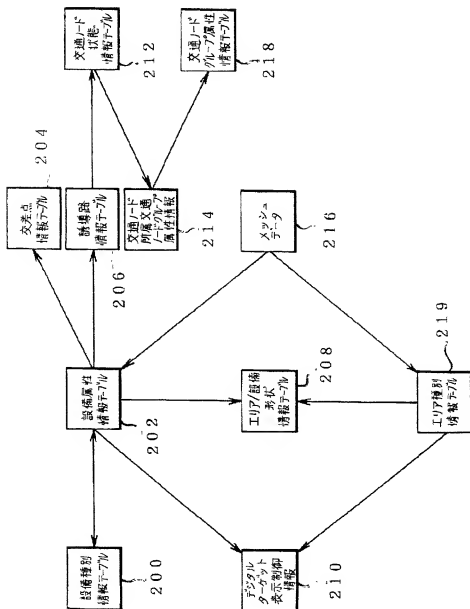 交通ノード
状態
情報テーブル
212
交通ノード
グループ属性
情報テーブル
218
204
交差点
情報テーブル
誘導路
情報テーブル
206
交通ノード
所属交通
ノードグループ
属性情報
214
メッシュ
データ
216
設備属性
情報テーブル
202
エリア/設備
形状
情報テーブル
208
219
エリア種別
情報テーブル
設備種別
情報テーブル
200
デジタル
ターゲット
表示制御
情報
210